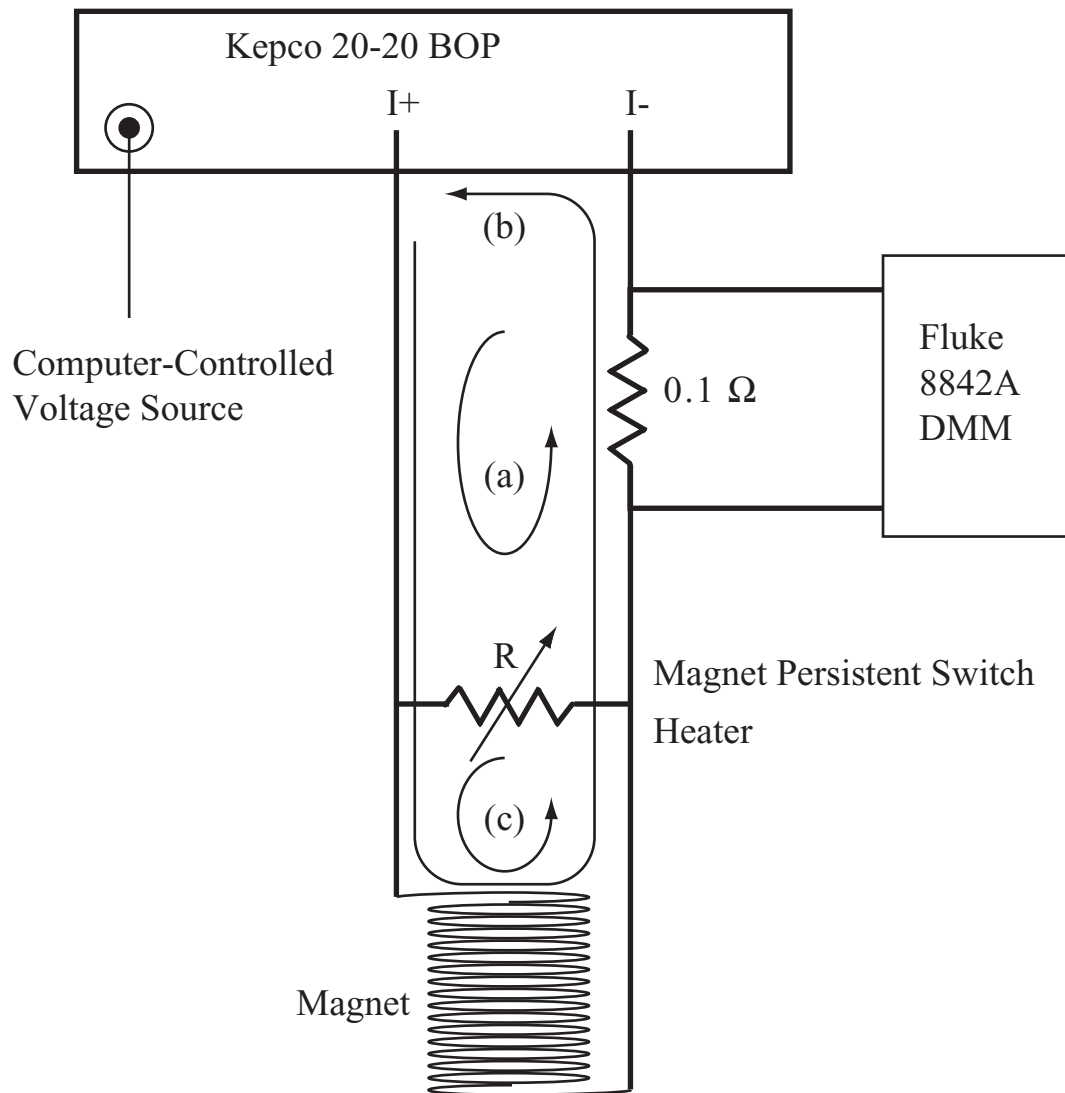 Kepco 20-20 BOP
I+
I-
(b)
Computer-Controlled
Voltage Source
0.1 Ω
Fluke
8842A
DMM
(a)
R
Magnet Persistent Switch
Heater
(c)
Magnet